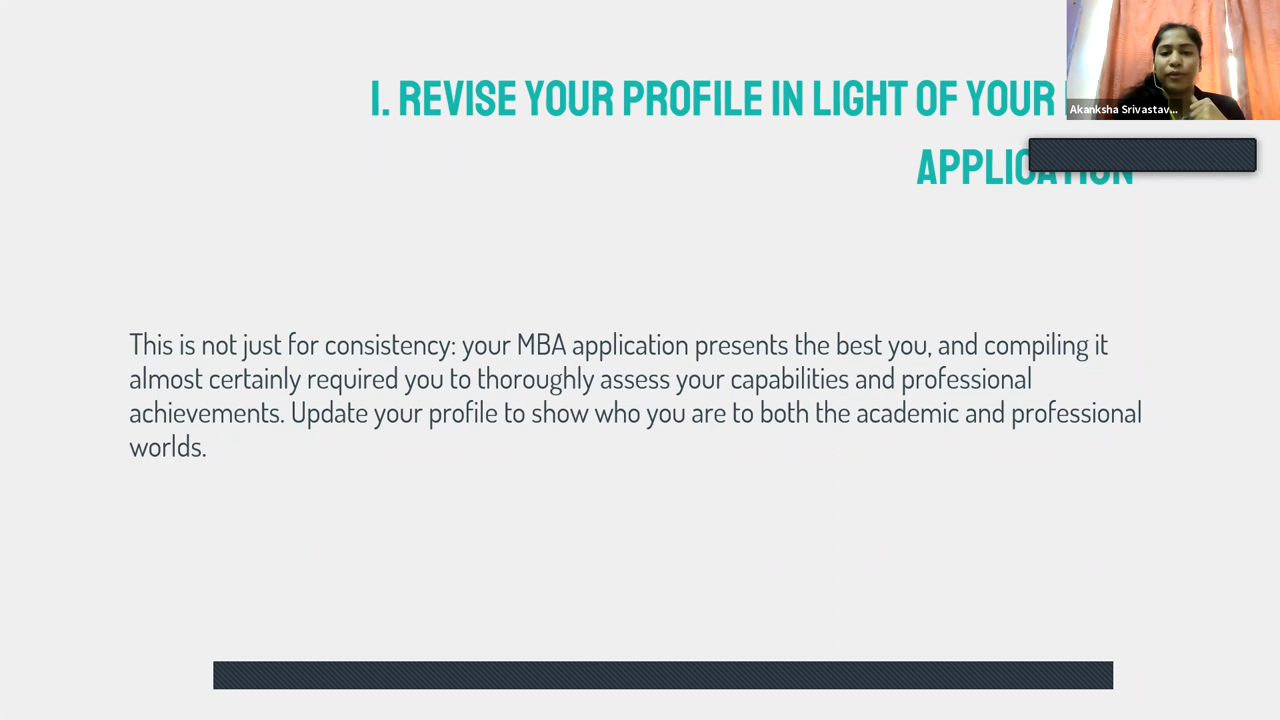 1. REVISE YOUR PROFILE IN LIGHT OF YOUR
APPLICATION
Akanksha Srivastav...
This is not just for consistency: your MBA application presents the best you, and compiling it
almost certainly required you to thoroughly assess your capabilities and professional
achievements. Update your profile to show who you are to both the academic and professional
worlds.